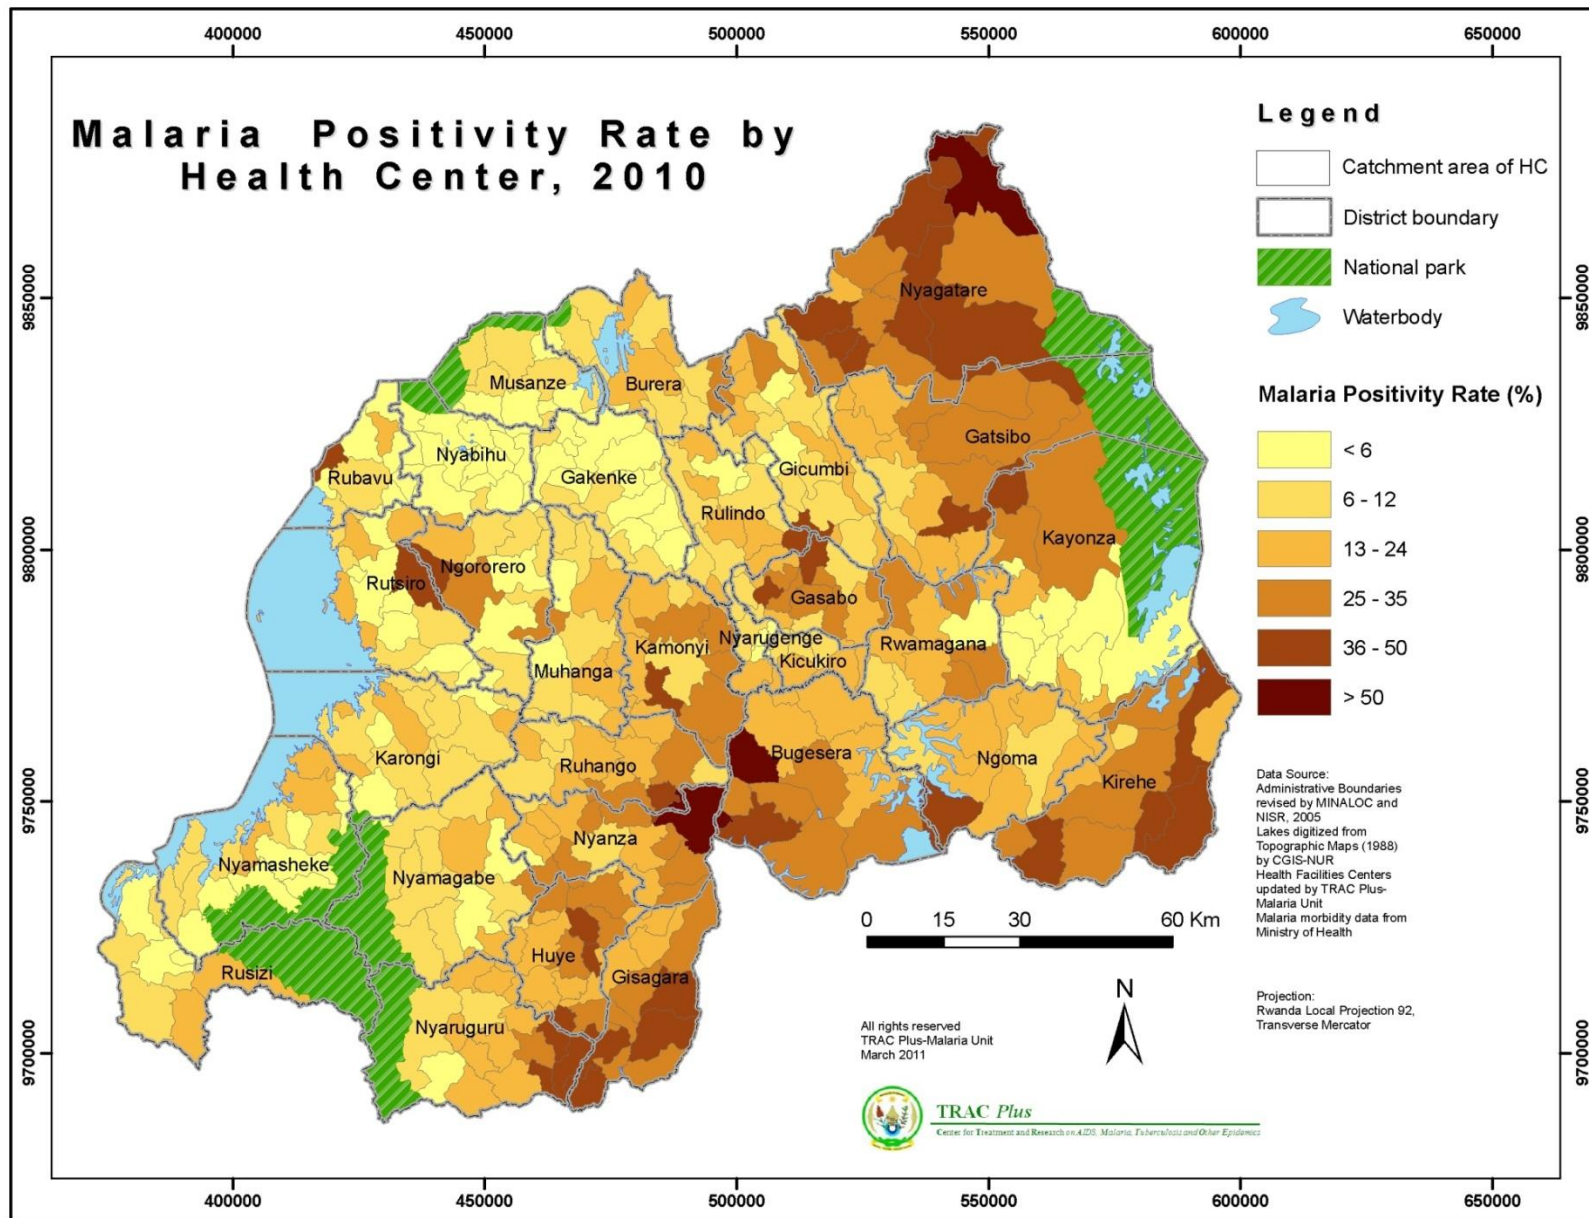 400000 450000 500000 550000 600000 650000
Malaria Positivity Rate by
Health Center, 2010
Legend
Catchment area of HC
District boundary
National park
Waterbody
Malaria Positivity Rate (%)
< 6
6 - 12
13 - 24
25 - 35
36 - 50
> 50
9850000
9800000
9750000
9700000
9850000
9800000
9750000
9700000
Nyagatare
Musanze
Burera
Gatsibo
Nyabihu
Gicumbi
Rubavu
Gakenke
Rulindo
Kayonza
Ngororero
Rutsiro
Gasabo
Nyarugenge
Kamonyi
Rwamagana
Kicukiro
Muhanga
Karongi
Ruhango
Bugesera
Ngoma
Kirehe
Nyanza
Nyamasheke
Nyamagabe
Huye
Gisagara
Rusizi
Nyaruguru
Data Source:
Administrative Boundaries
revised by MINALOC and
NISR, 2005
Lakes digitized from
Topographic Maps (1988)
by CGIS-NUR
Health Facilities Centers
updated by TRAC Plus-
Malaria Unit
Malaria morbidity data from
Ministry of Health
0 15 30 60 Km
N
Projection:
Rwanda Local Projection 92,
Transverse Mercator
All rights reserved
TRAC Plus-Malaria Unit
March 2011
TRAC Plus
Center for Treatment and Research on AIDS, Malaria, Tuberculosis and Other Epidemics
400000 450000 500000 550000 600000 650000